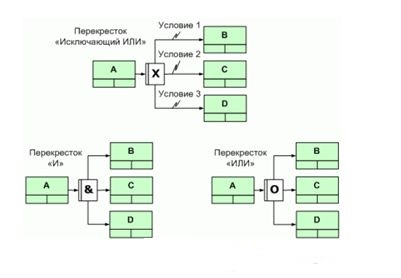 Перекресток
«Исключающий ИЛИ»
Условие 1
B
A
X
Условие 2
C
Условие 3
D
Перекресток
«И»
B
A
&
C
D
Перекресток
«ИЛИ»
B
A
O
C
D